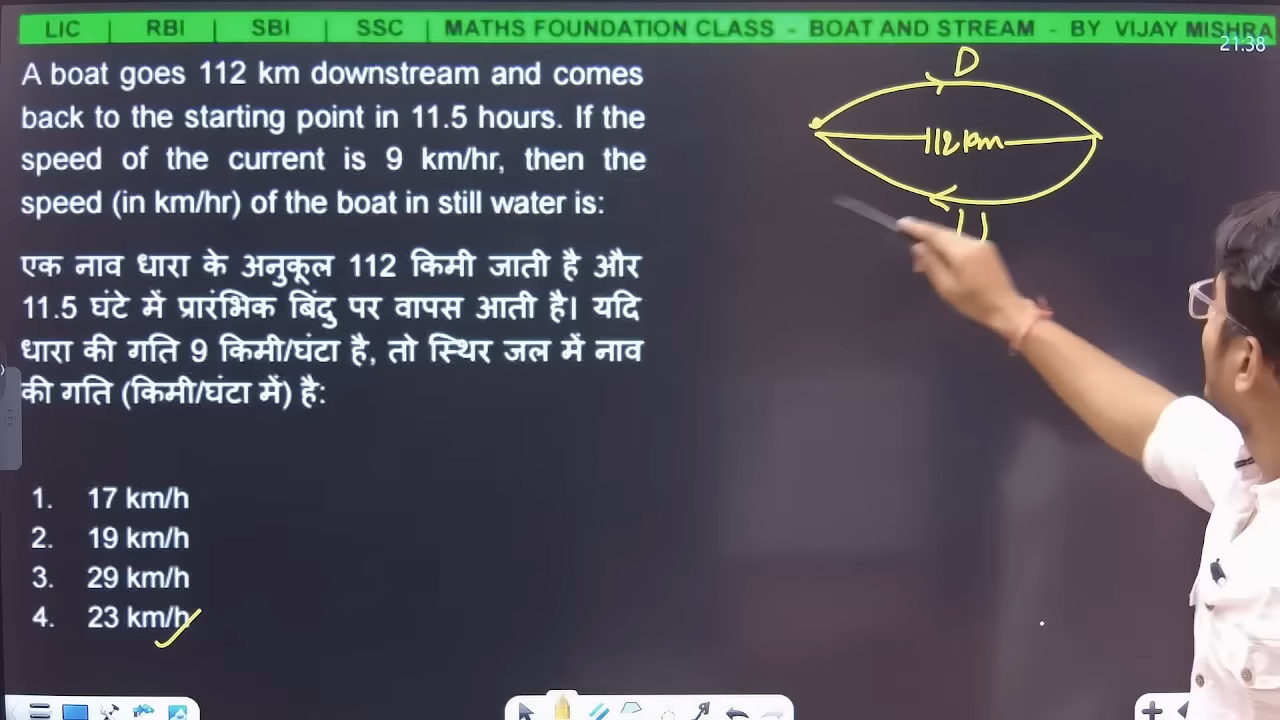 LIC | RBI | SBI | SSC | MATHS FOUNDATION CLASS - BOAT AND STREAM - BY VIJAY MISHRA
21:38
A boat goes 112 km downstream and comes
back to the starting point in 11.5 hours. If the
speed of the current is 9 km/hr, then the
speed (in km/hr) of the boat in still water is:
एक नाव धारा के अनुकूल 112 किमी जाती है और
11.5 घंटे में प्रारंभिक बिंदु पर वापस आती है। यदि
धारा की गति 9 किमी/घंटा है, तो स्थिर जल में नाव
की गति (किमी/घंटा में) है:
1. 17 km/h
2. 19 km/h
3. 29 km/h
4. 23 km/h
D
112 km
U